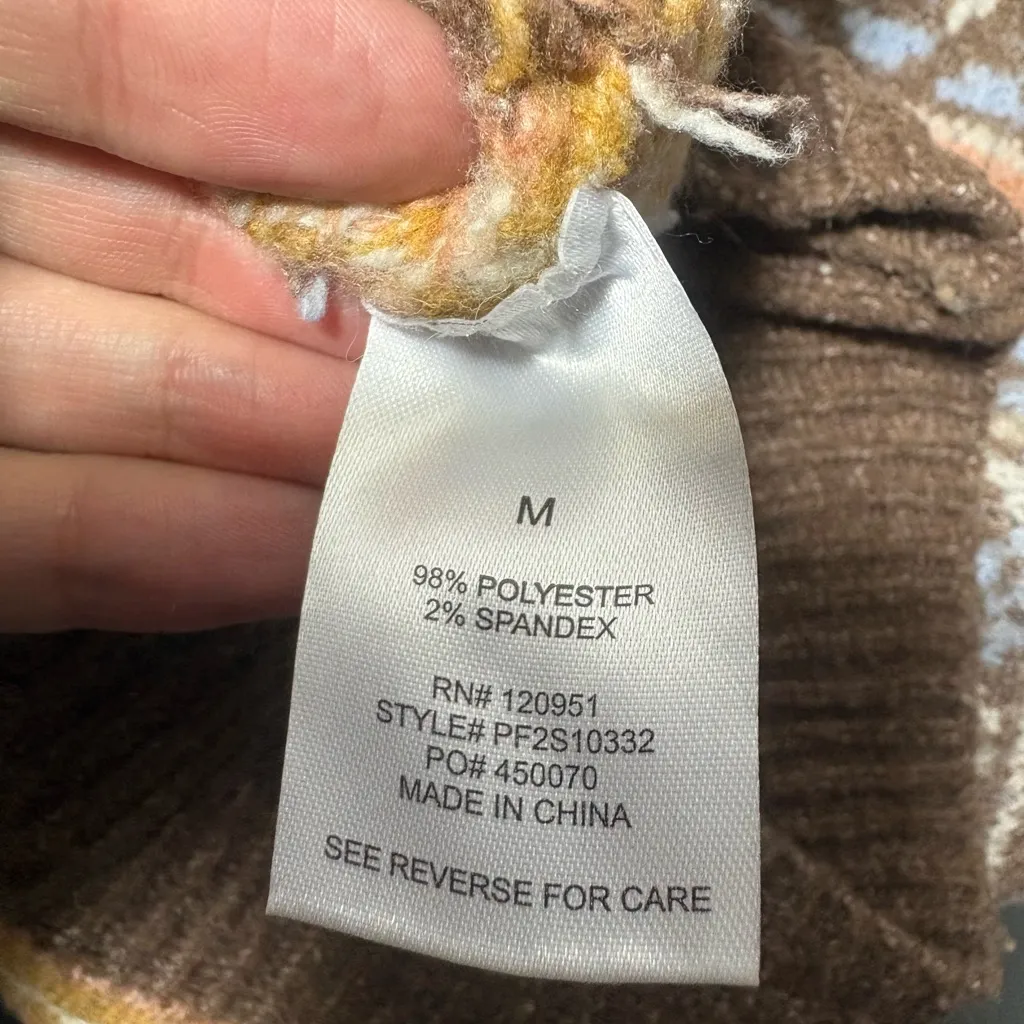 M
98% POLYESTER
2% SPANDEX
RN# 120951
STYLE# PF2S10332
PO# 450070
MADE IN CHINA
SEE REVERSE FOR CARE